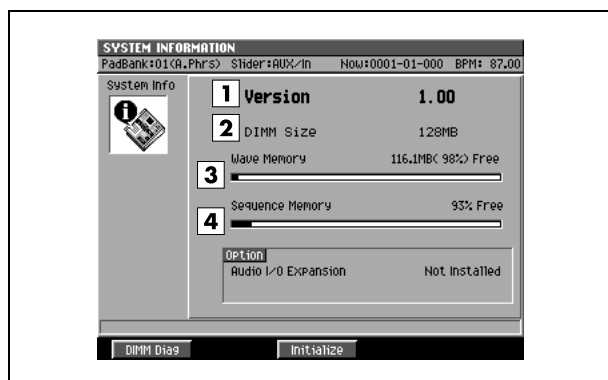 SYSTEM INFORMATION
PadBank:01(A.Phrs) Slider:AUX/In Now:0001-01-000 BPM: 87.00
System Info
1 Version 1.00
2 DIMM Size 128MB
Wave Memory 116.1MB( 98%) Free
3
Sequence Memory 93% Free
4
Option
Audio I/O Expansion Not Installed
DIMM Diag Initialize